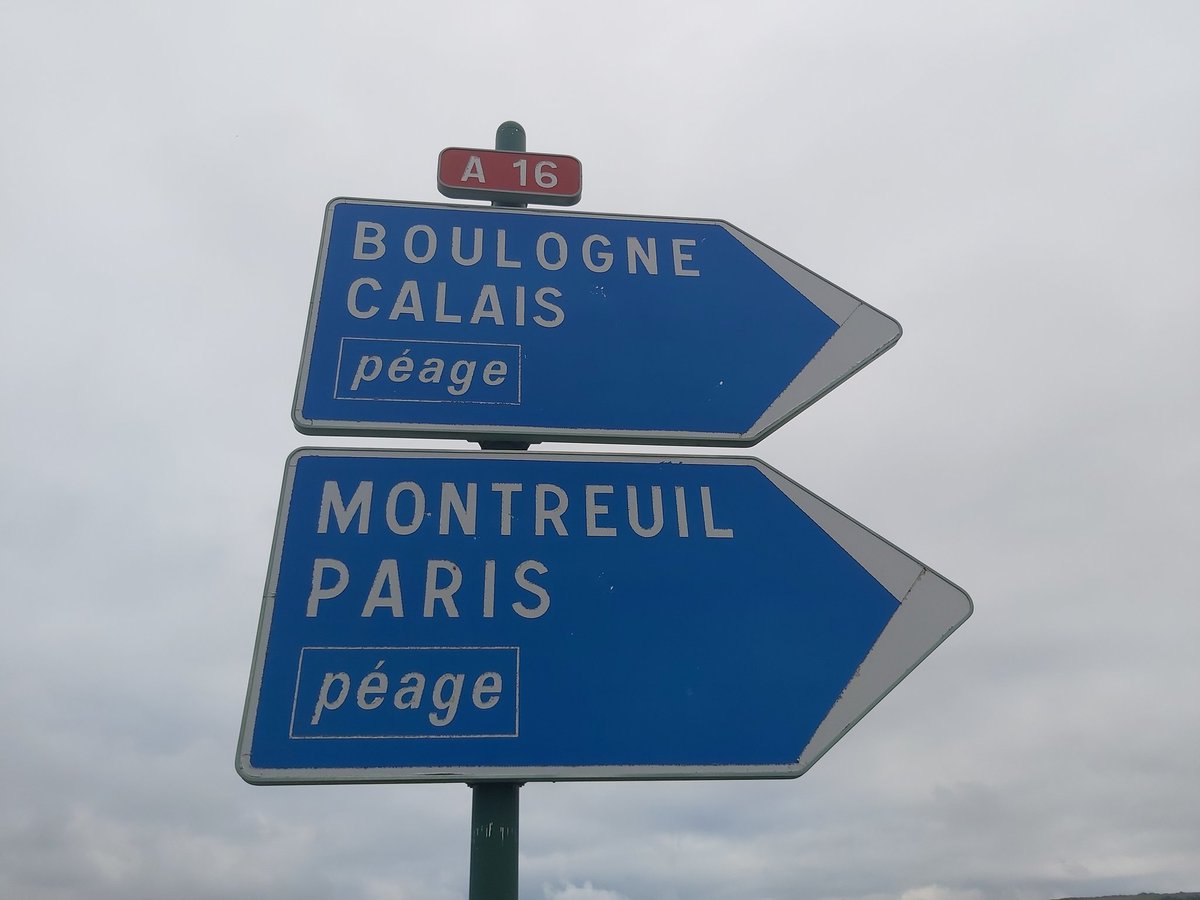 A 16
BOULOGNE
CALAIS
péage
MONTREUIL
PARIS
péage